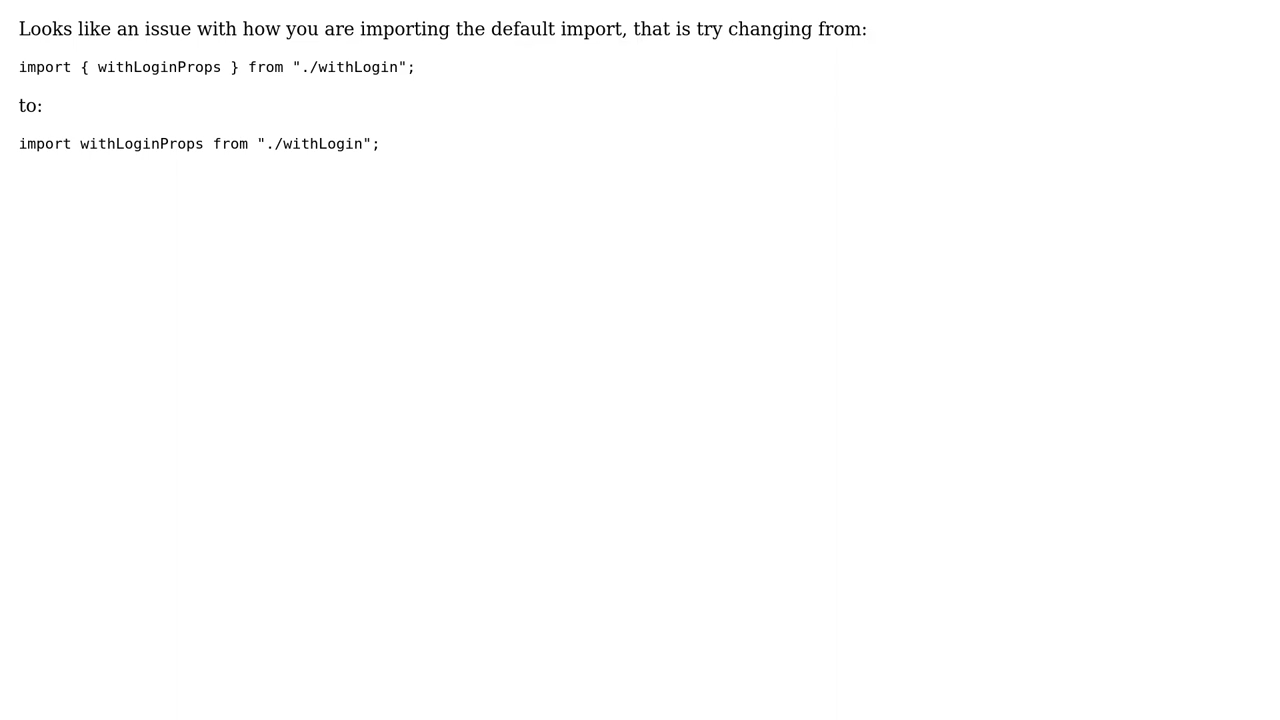 Looks like an issue with how you are importing the default import, that is try changing from:
import { withLoginProps } from "./withLogin";
to:
import withLoginProps from "./withLogin";